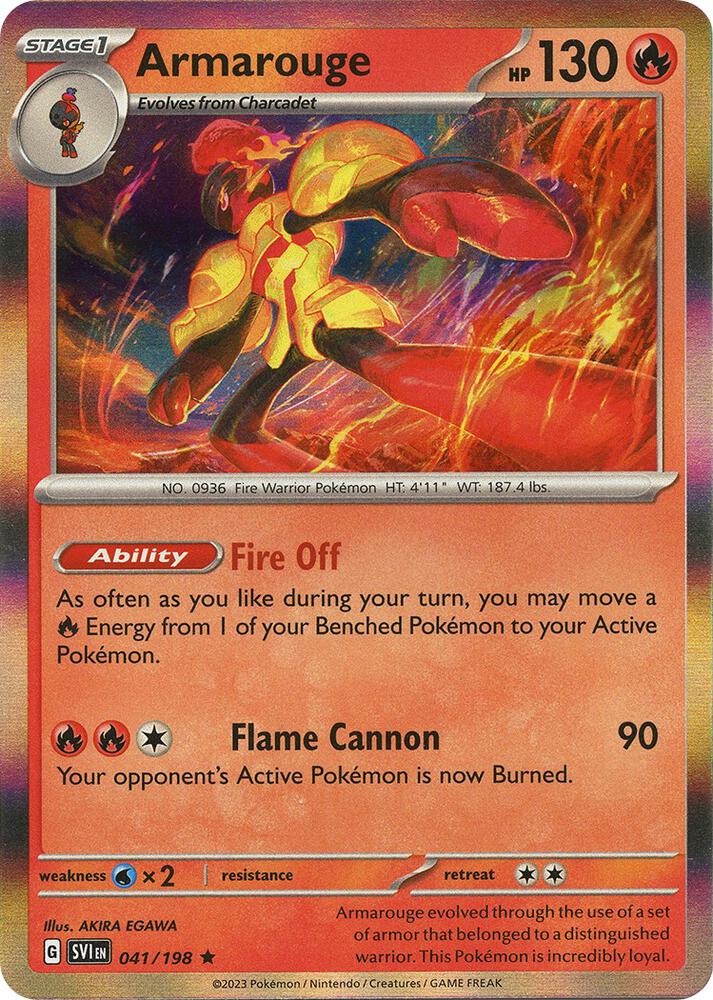 STAGE1
Armarouge
HP 130
Evolves from Charcadet
NO. 0936 Fire Warrior Pokémon HT: 4'11" WT: 187.4 lbs.
Ability Fire Off
As often as you like during your turn, you may move a
Energy from 1 of your Benched Pokémon to your Active
Pokémon.
Flame Cannon 90
Your opponent's Active Pokémon is now Burned.
weakness ×2 resistance retreat
Illus. AKIRA EGAWA
G SVI EN 041/198 ★
Armarouge evolved through the use of a set
of armor that belonged to a distinguished
warrior. This Pokémon is incredibly loyal.
©2023 Pokémon / Nintendo / Creatures / GAME FREAK